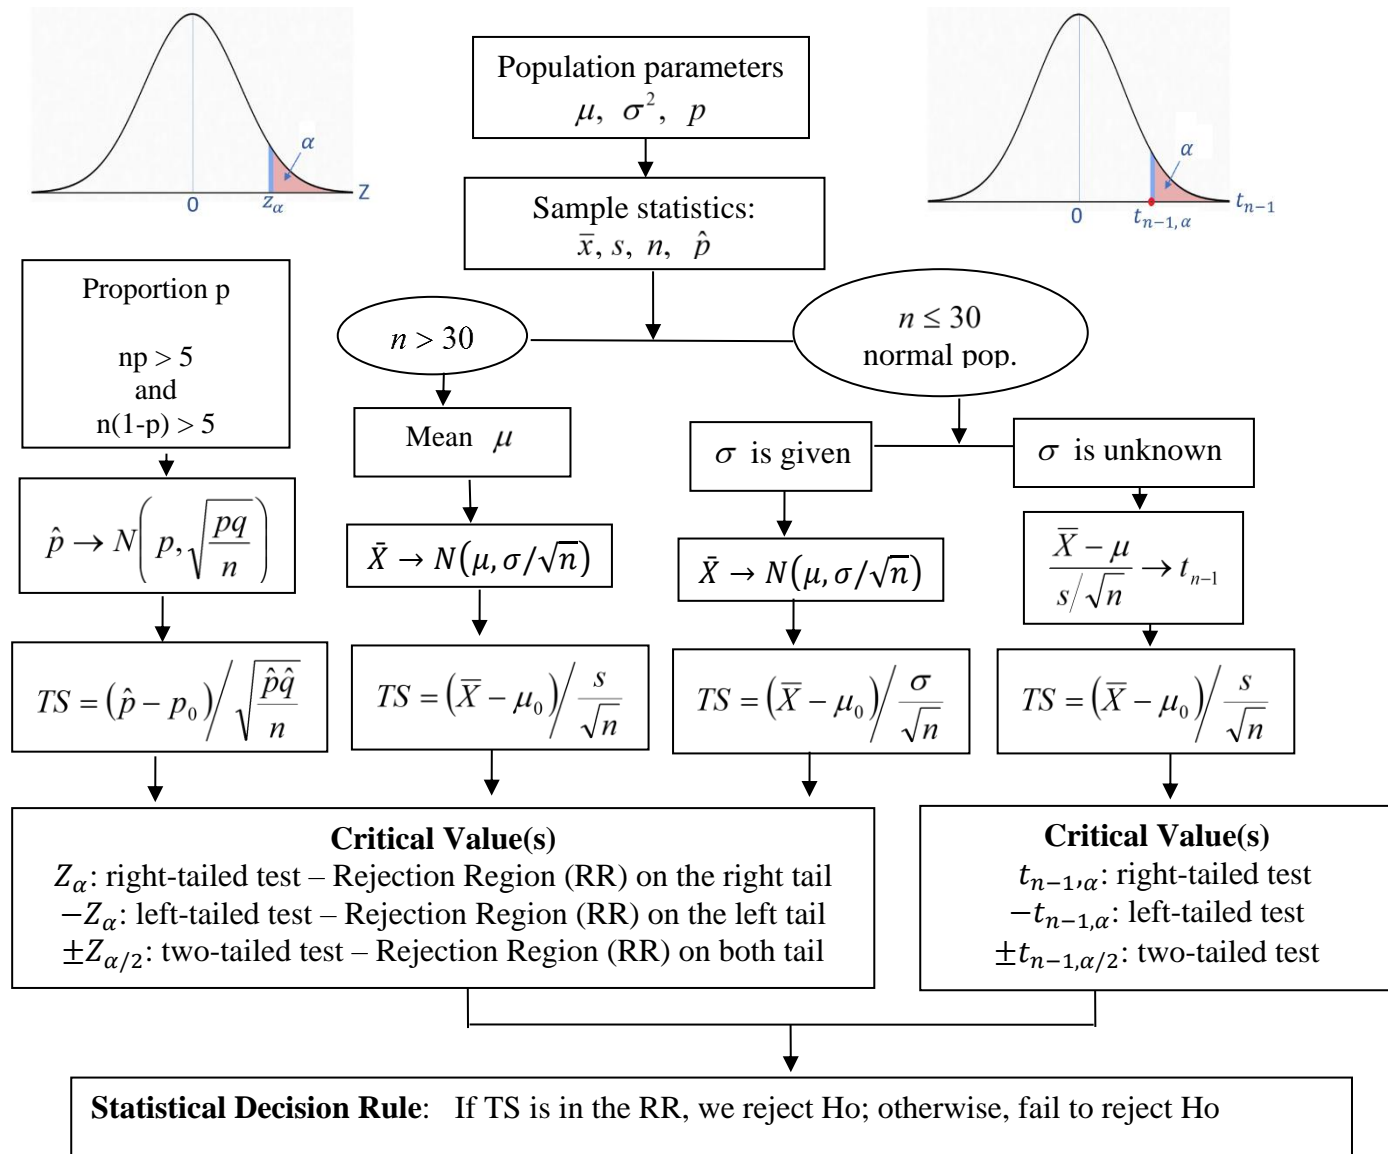 α
0
z_α
Z
Population parameters
μ, σ², p
α
0
t_{n−1, α}
t_{n−1}
Sample statistics:
x̅, s, n, p̂
Proportion p
np > 5
and
n(1-p) > 5
n > 30
n ≤ 30
normal pop.
Mean μ
σ is given
σ is unknown
p̂ → N(p, √(pq/n))
X̄ → N(μ, σ/√n)
X̄ → N(μ, σ/√n)
(X̅ − μ)/(s/√n) → t_{n−1}
TS = (p̂ − p₀)/√(p̂q̂/n)
TS = (X̅ − μ₀)/(s/√n)
TS = (X̅ − μ₀)/(σ/√n)
TS = (X̅ − μ₀)/(s/√n)
Critical Value(s)
Z_α: right-tailed test – Rejection Region (RR) on the right tail
−Z_α: left-tailed test – Rejection Region (RR) on the left tail
±Z_{α/2}: two-tailed test – Rejection Region (RR) on both tail
Critical Value(s)
t_{n−1,α}: right-tailed test
−t_{n−1,α}: left-tailed test
±t_{n−1,α/2}: two-tailed test
Statistical Decision Rule: If TS is in the RR, we reject Ho; otherwise, fail to reject Ho